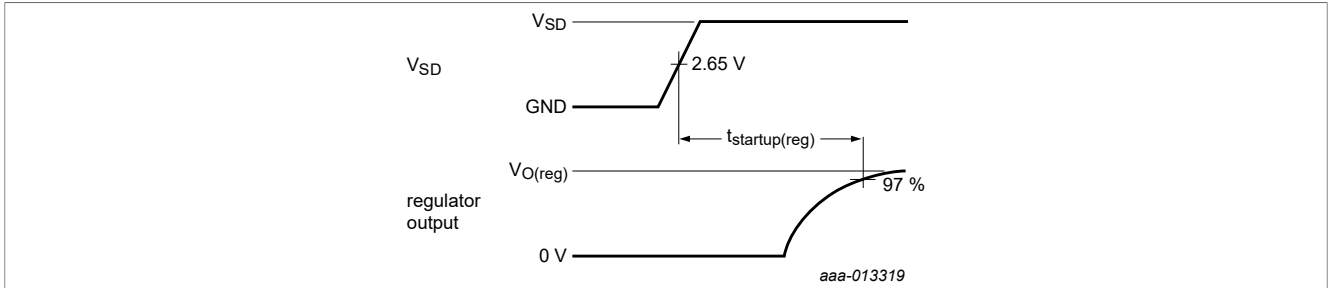 VSD
VSD
2.65 V
GND
tstartup(reg)
VO(reg)
97 %
regulator
output
0 V
aaa-013319